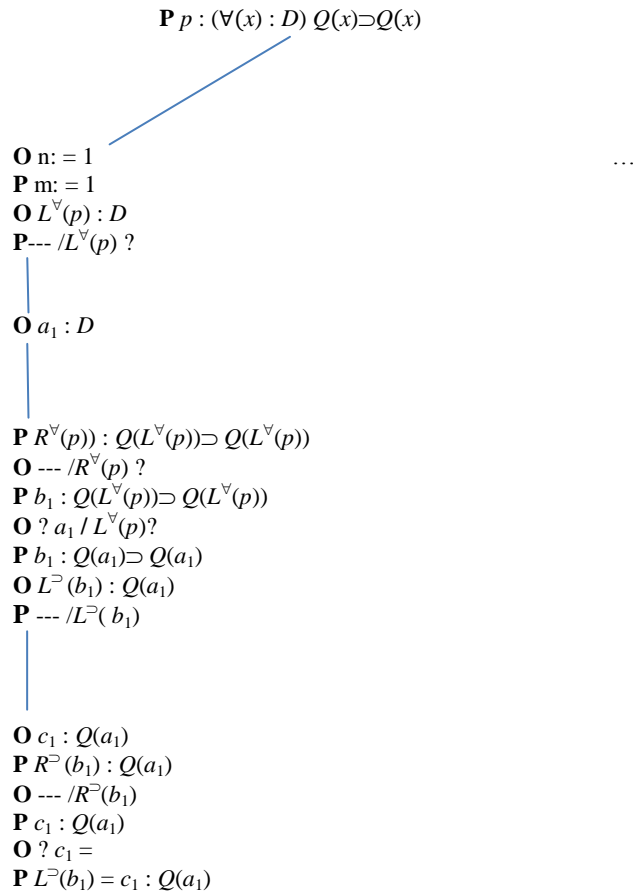 P p : (∀(x) : D) Q(x)⊃Q(x)
O n: = 1 …
P m: = 1
O L^∀(p) : D
P--- /L^∀(p) ?
O a₁ : D
P R^∀(p)) : Q(L^∀(p))⊃ Q(L^∀(p))
O --- /R^∀(p) ?
P b₁ : Q(L^∀(p))⊃ Q(L^∀(p))
O ? a₁ / L^∀(p)?
P b₁ : Q(a₁)⊃ Q(a₁)
O L^⊃ (b₁) : Q(a₁)
P --- /L^⊃( b₁)
O c₁ : Q(a₁)
P R^⊃ (b₁) : Q(a₁)
O --- /R^⊃(b₁)
P c₁ : Q(a₁)
O ? c₁ =
P L^⊃(b₁) = c₁ : Q(a₁)